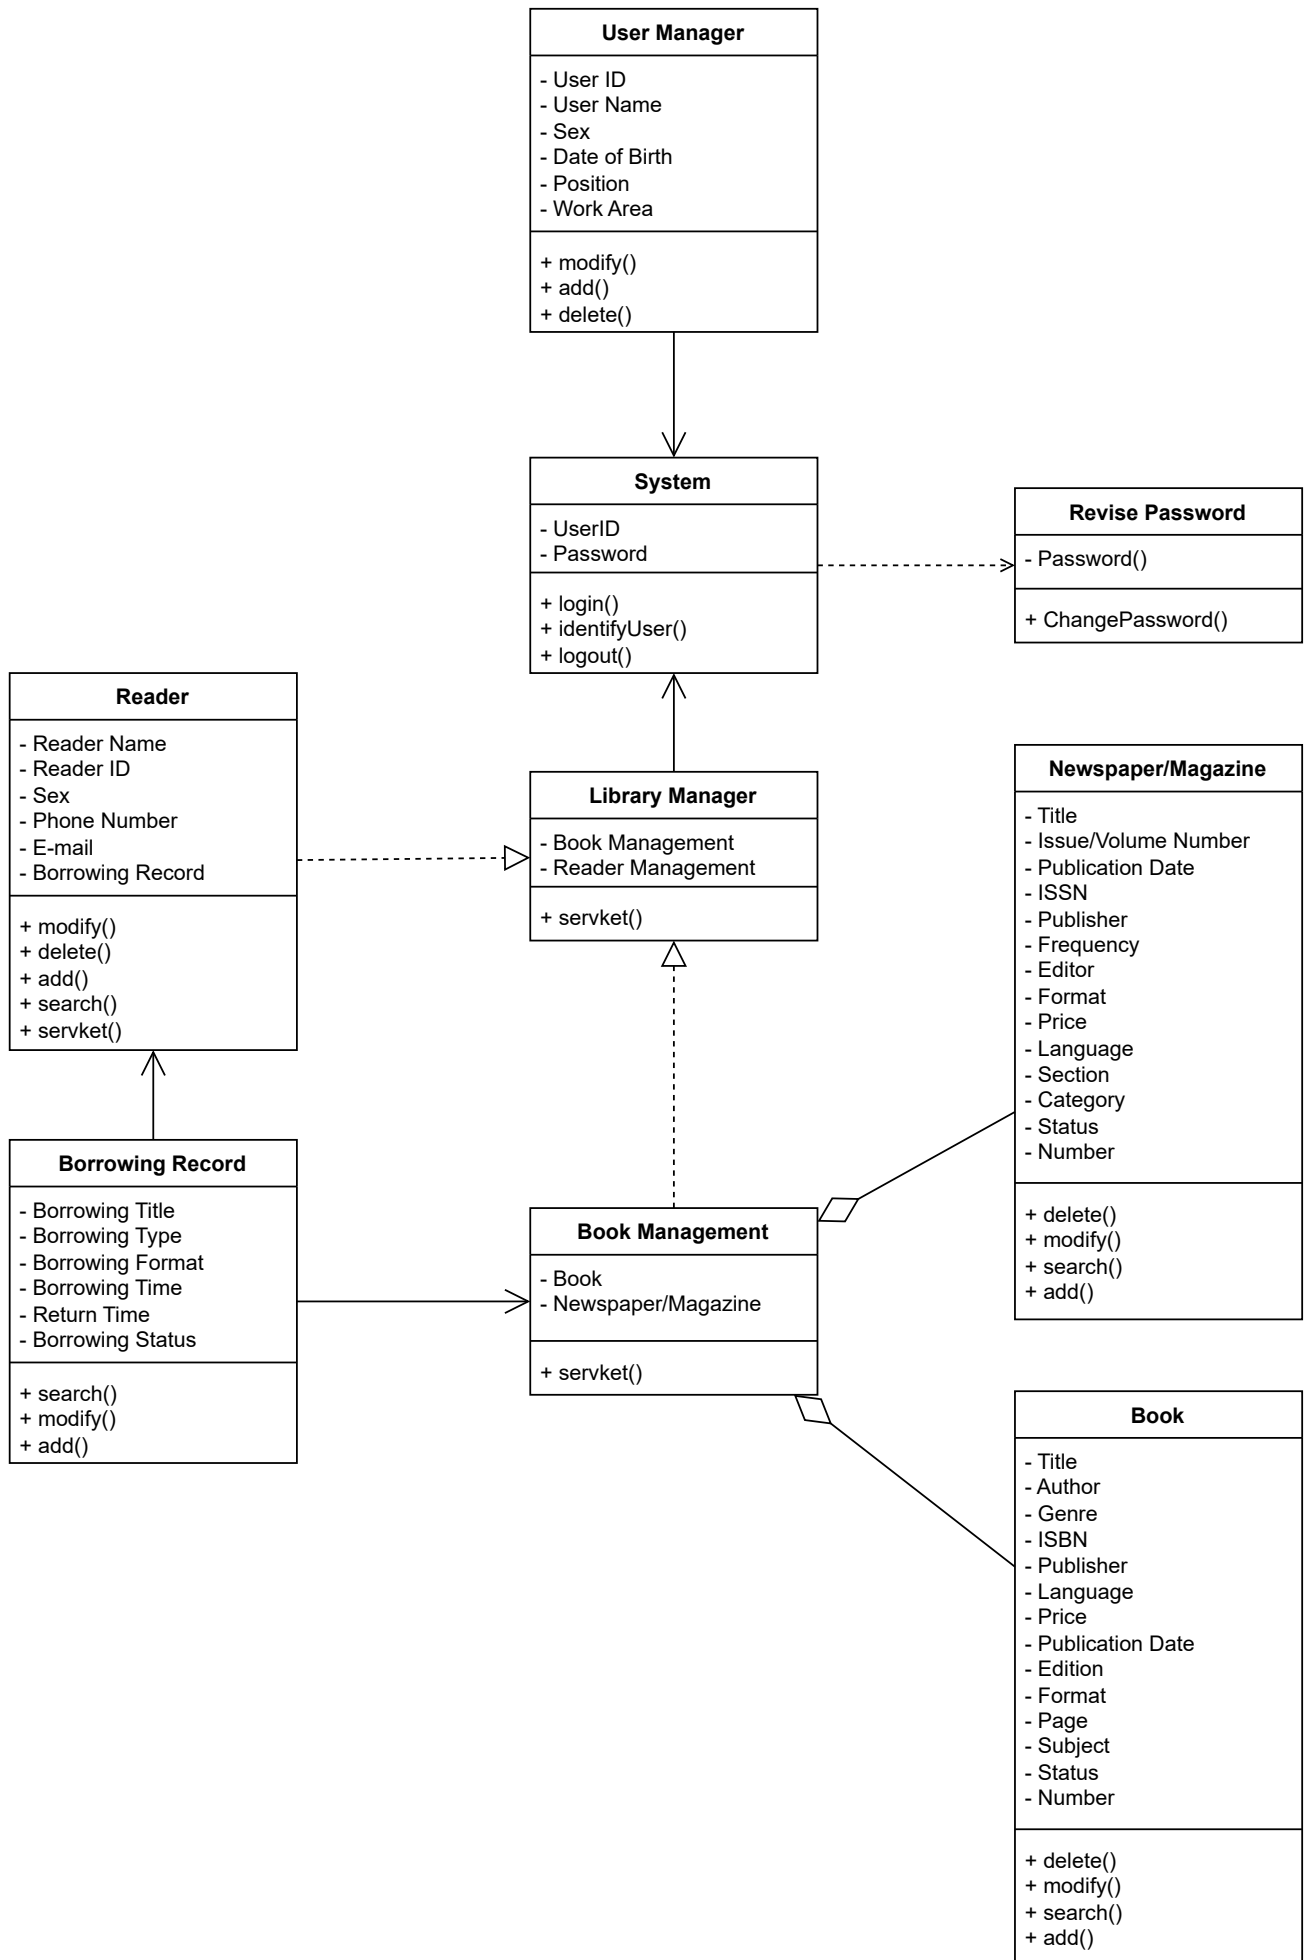 User Manager
- User ID
- User Name
- Sex
- Date of Birth
- Position
- Work Area
+ modify()
+ add()
+ delete()
System
- UserID
- Password
+ login()
+ identifyUser()
+ logout()
Revise Password
- Password()
+ ChangePassword()
Reader
- Reader Name
- Reader ID
- Sex
- Phone Number
- E-mail
- Borrowing Record
+ modify()
+ delete()
+ add()
+ search()
+ servket()
Library Manager
- Book Management
- Reader Management
+ servket()
Newspaper/Magazine
- Title
- Issue/Volume Number
- Publication Date
- ISSN
- Publisher
- Frequency
- Editor
- Format
- Price
- Language
- Section
- Category
- Status
- Number
+ delete()
+ modify()
+ search()
+ add()
Borrowing Record
- Borrowing Title
- Borrowing Type
- Borrowing Format
- Borrowing Time
- Return Time
- Borrowing Status
+ search()
+ modify()
+ add()
Book Management
- Book
- Newspaper/Magazine
+ servket()
Book
- Title
- Author
- Genre
- ISBN
- Publisher
- Language
- Price
- Publication Date
- Edition
- Format
- Page
- Subject
- Status
- Number
+ delete()
+ modify()
+ search()
+ add()